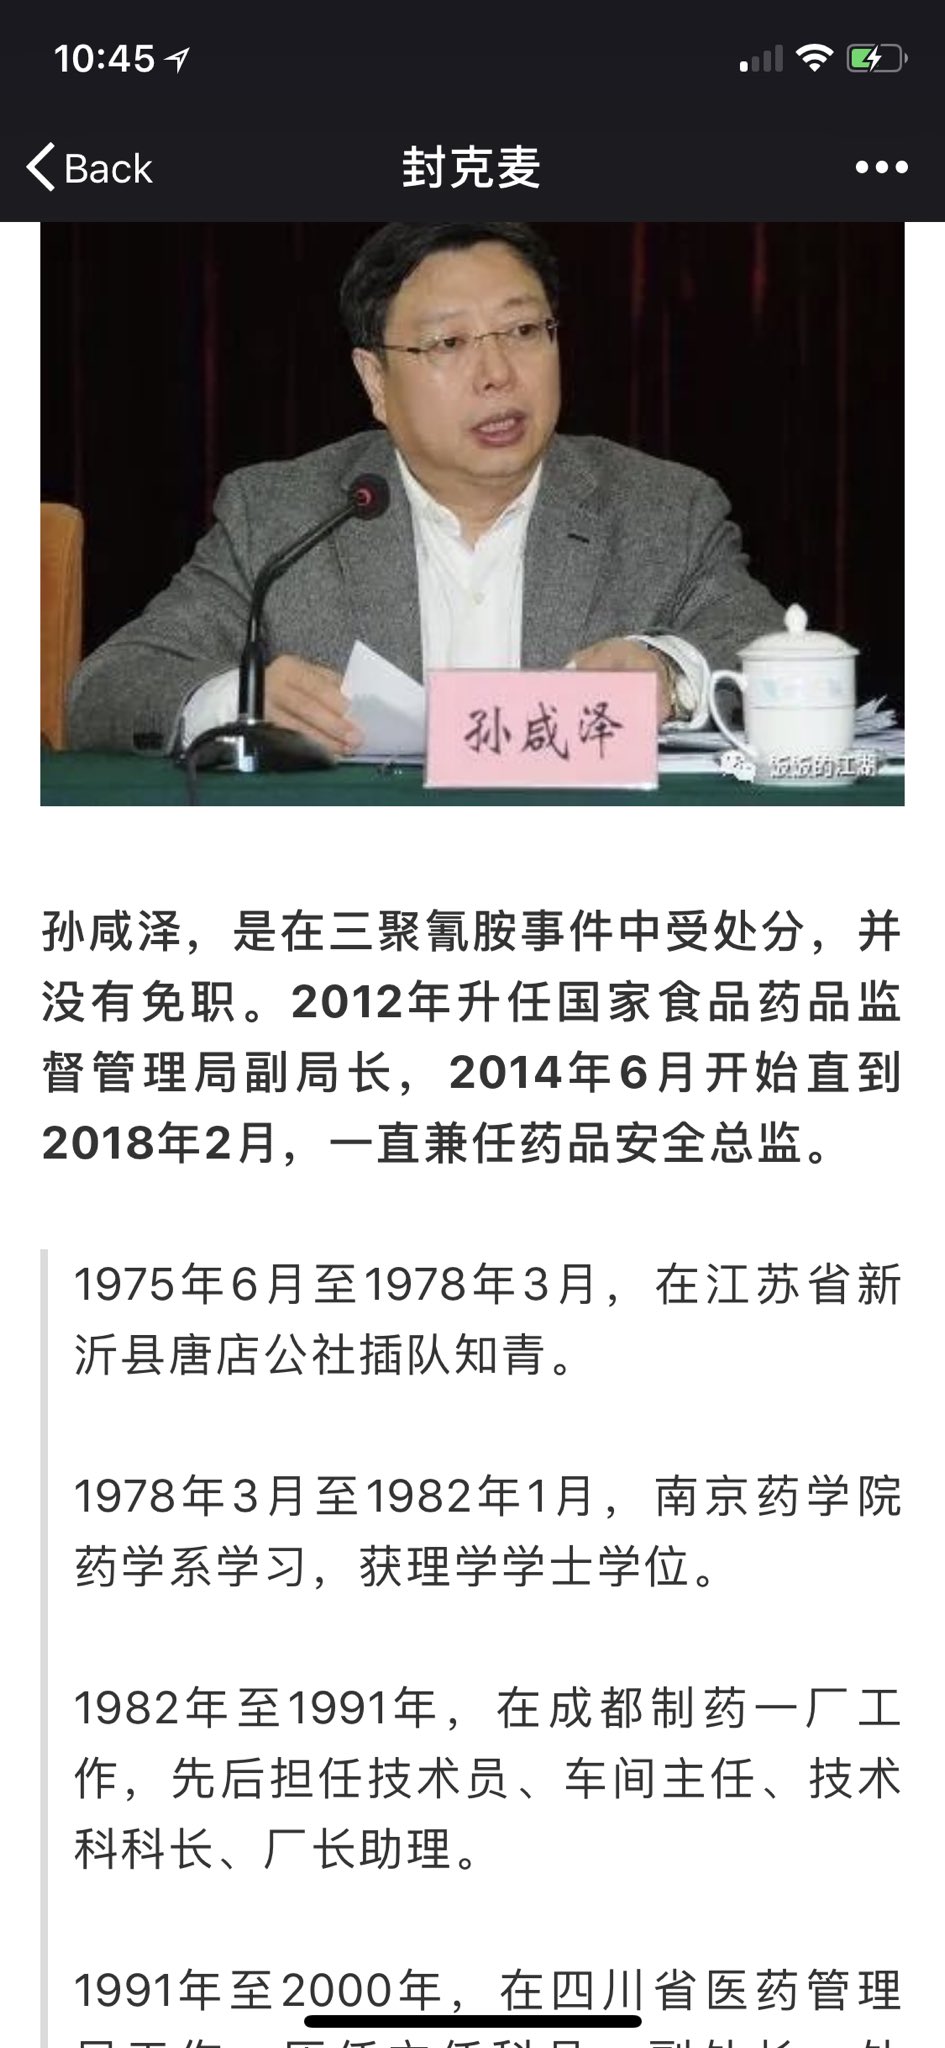 10:45
Back
封克麦
孙咸泽
饭饭的江湖
孙咸泽，是在三聚氰胺事件中受处分，并
没有免职。2012年升任国家食品药品监
督管理局副局长，2014年6月开始直到
2018年2月，一直兼任药品安全总监。
1975年6月至1978年3月，在江苏省新
沂县唐店公社插队知青。
1978年3月至1982年1月，南京药学院
药学系学习，获理学学士学位。
1982年至1991年，在成都制药一厂工
作，先后担任技术员、车间主任、技术
科科长、厂长助理。
1991年至2000年，在四川省医药管理